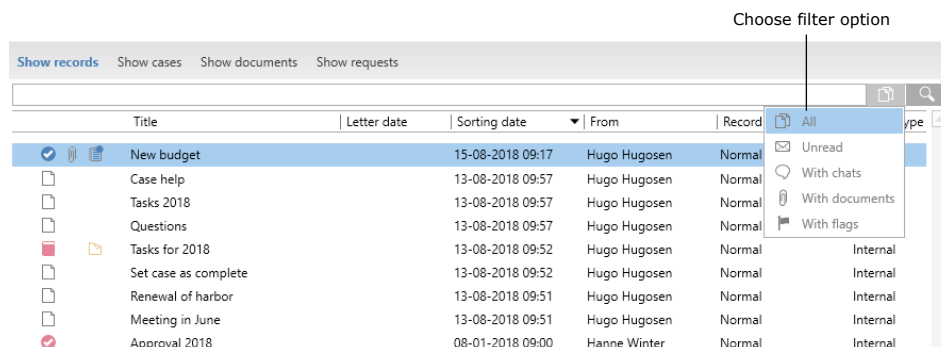 Choose filter option
Show records Show cases Show documents Show requests
Title Letter date Sorting date From Record ype
All
New budget 15-08-2018 09:17 Hugo Hugosen Normal
Unread
Case help 13-08-2018 09:57 Hugo Hugosen Normal
With chats
Tasks 2018 13-08-2018 09:57 Hugo Hugosen Normal
With documents
Questions 13-08-2018 09:57 Hugo Hugosen Normal
With flags
Tasks for 2018 13-08-2018 09:52 Hugo Hugosen Normal Internal
Set case as complete 13-08-2018 09:52 Hugo Hugosen Normal Internal
Renewal of harbor 13-08-2018 09:51 Hugo Hugosen Normal Internal
Meeting in June 13-08-2018 09:51 Hugo Hugosen Normal Internal
Approval 2018 08-01-2018 09:00 Hanne Winter Normal Internal